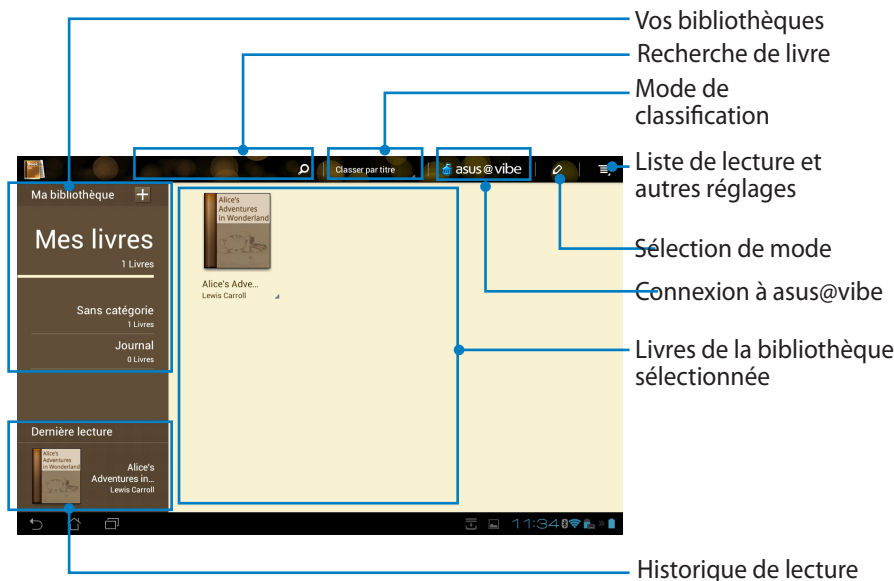 Vos bibliothèques
Recherche de livre
Mode de
classification
Liste de lecture et
autres réglages
Sélection de mode
Connexion à asus@vibe
Livres de la bibliothèque
sélectionnée
Historique de lecture
Classer par titre
asus@vibe
Ma bibliothèque
Mes livres
1 Livres
Sans catégorie
1 Livres
Journal
0 Livres
Dernière lecture
Alice's
Adventures
in Wonderland
Alice's
Adventures in...
Lewis Carroll
Alice's
Adventures
in Wonderland
Alice's Adve...
Lewis Carroll
11:34